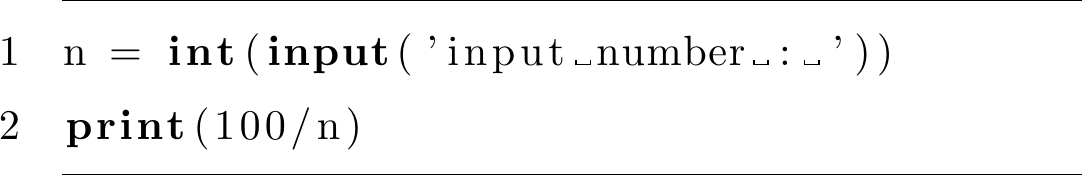 1 n = int(input('input␣number␣:␣'))
2 print(100/n)